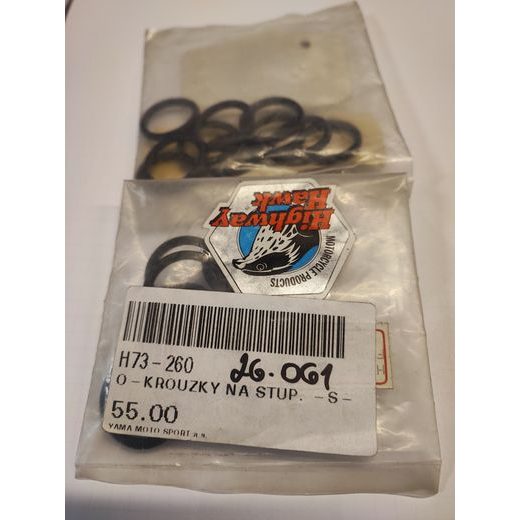 Highway
Hawk
MOTORCYCLE PRODUCTS
H73-260
26.061
O-KROUZKY NA STUP. -S-
55.00
YAMA MOTO SPORT a.s.